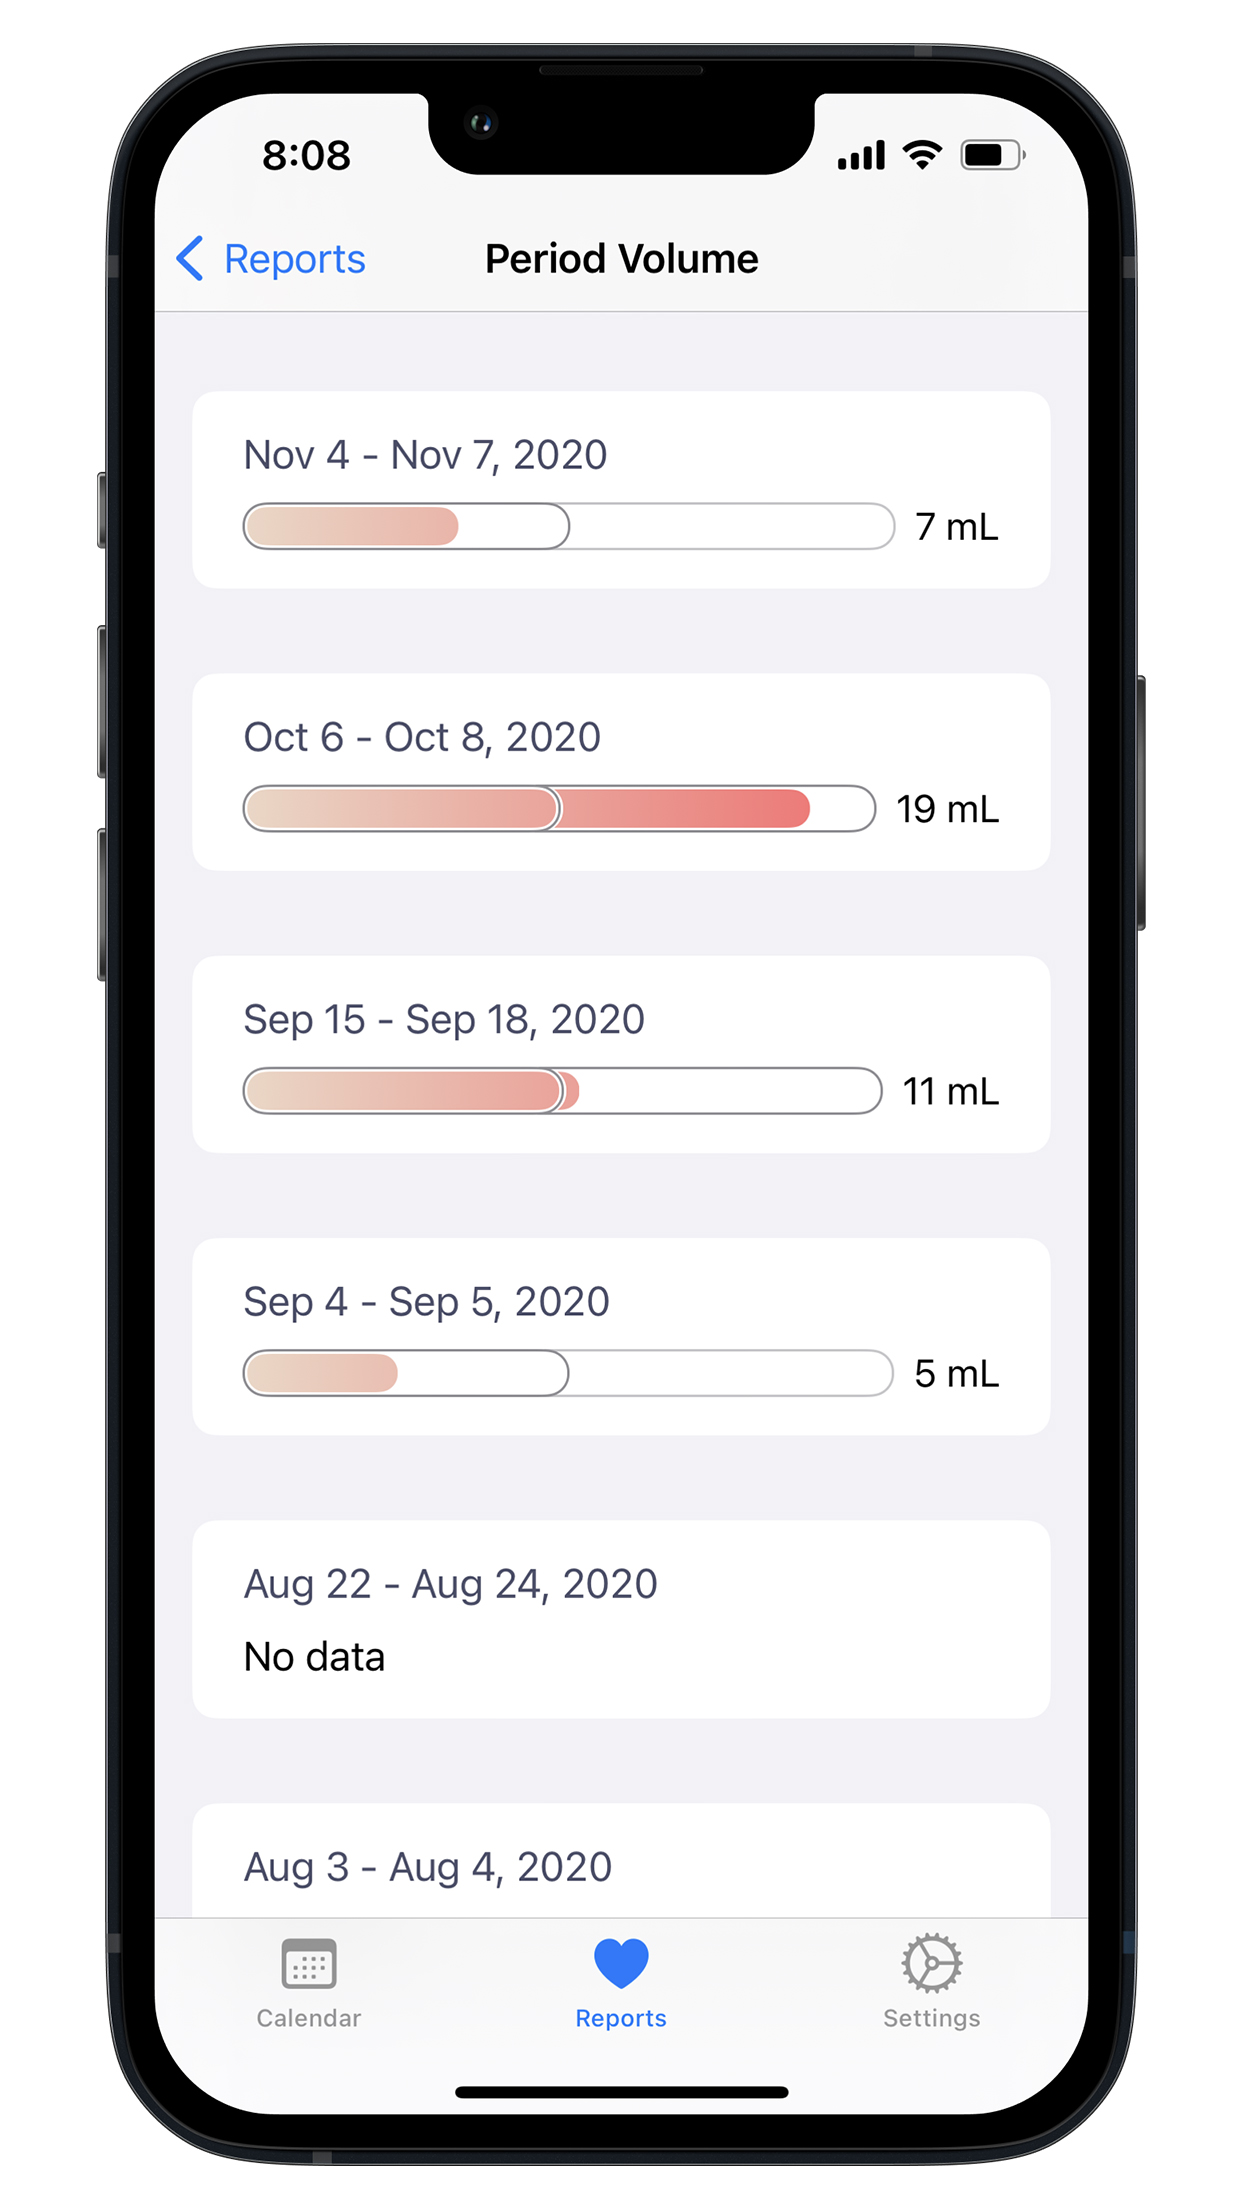 8:08
Reports
Period Volume
Nov 4 - Nov 7, 2020
7 mL
Oct 6 - Oct 8, 2020
19 mL
Sep 15 - Sep 18, 2020
11 mL
Sep 4 - Sep 5, 2020
5 mL
Aug 22 - Aug 24, 2020
No data
Aug 3 - Aug 4, 2020
Calendar
Reports
Settings